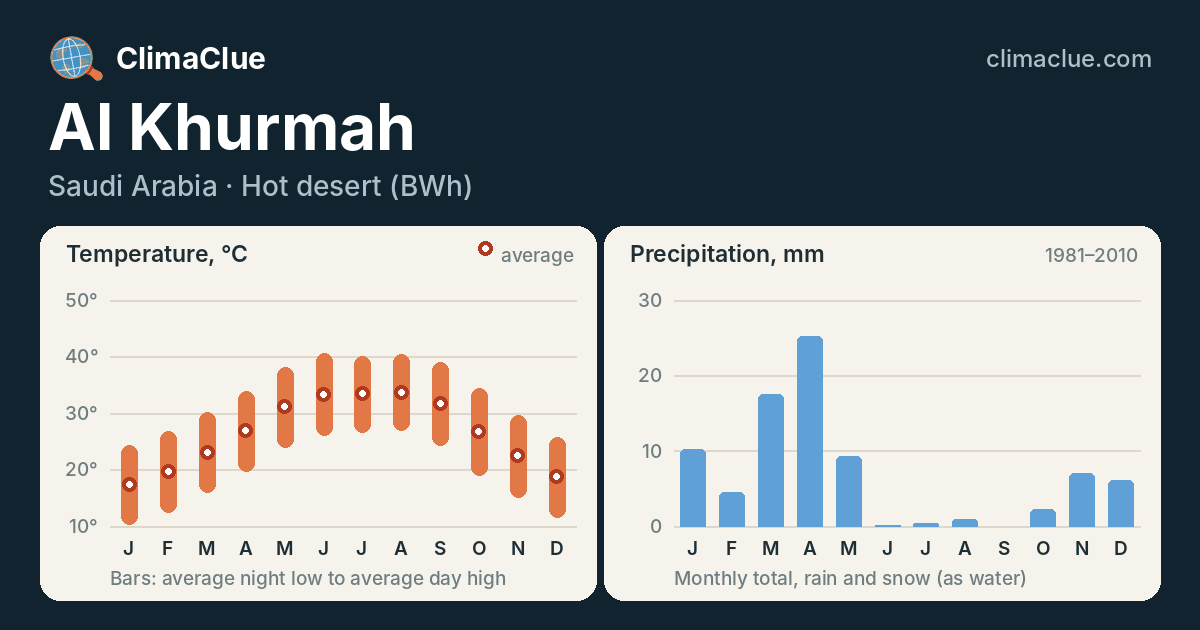 ClimaClue
climaclue.com
Al Khurmah
Saudi Arabia · Hot desert (BWh)
Temperature, °C
average
50°
40°
30°
20°
10°
J F M A M J J A S O N D
Bars: average night low to average day high
Precipitation, mm
1981–2010
30
20
10
0
J F M A M J J A S O N D
Monthly total, rain and snow (as water)